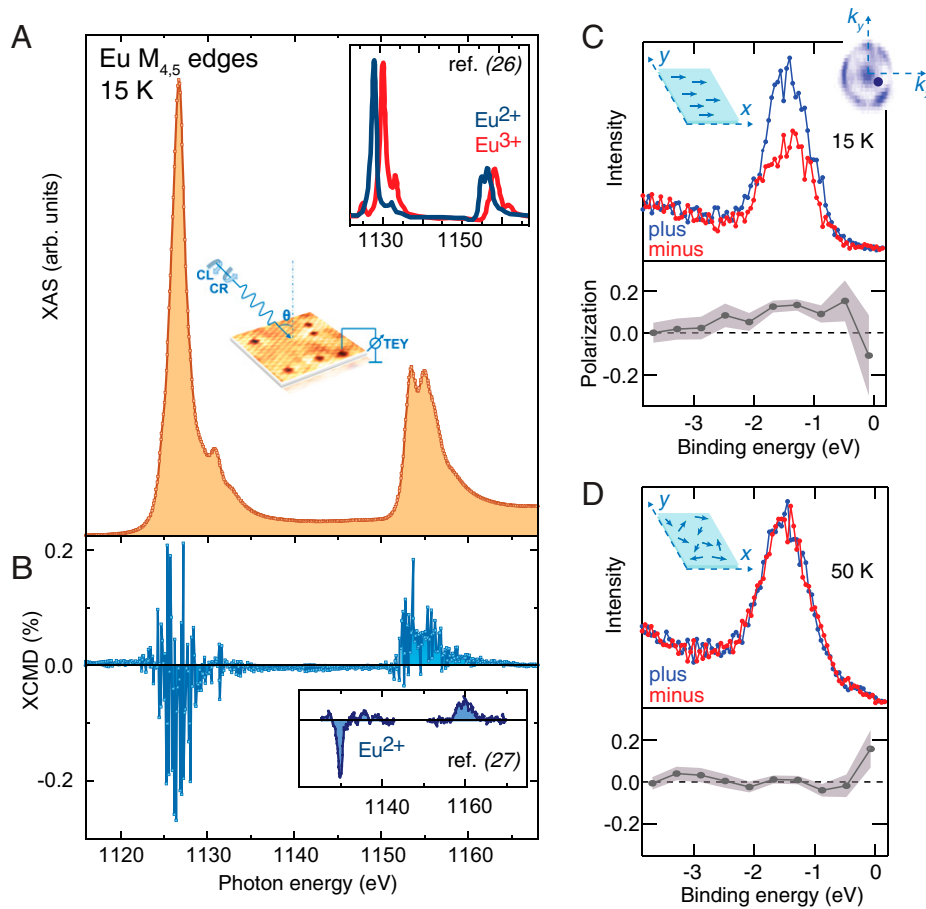 A
Eu M4,5 edges
15 K
ref. (26)
Eu2+
Eu3+
1130
1150
XAS (arb. units)
CL
CR
θ
TEY
B
XCMD (%)
0.2
0.0
-0.2
Eu2+
ref. (27)
1140
1160
1120
1130
1140
1150
1160
Photon energy (eV)
C
y
x
ky
15 K
Intensity
plus
minus
Polarization
0.2
0.0
-0.2
-3
-2
-1
0
Binding energy (eV)
D
y
x
50 K
Intensity
plus
minus
0.2
0.0
-0.2
-3
-2
-1
0
Binding energy (eV)